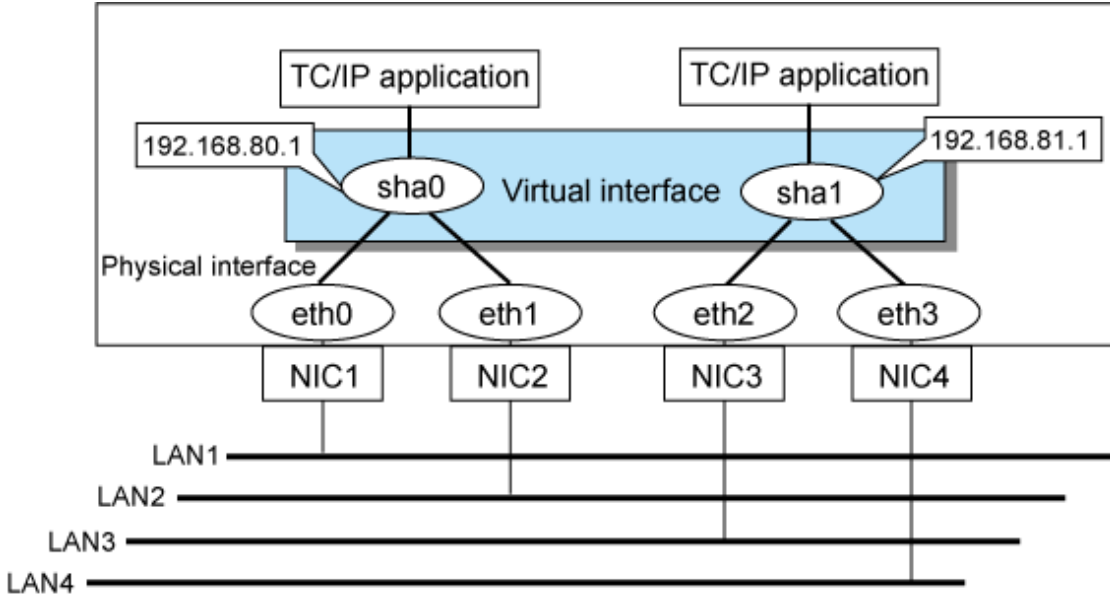 TC/IP application
TC/IP application
192.168.80.1
192.168.81.1
sha0
Virtual interface
sha1
Physical interface
eth0
eth1
eth2
eth3
NIC1
NIC2
NIC3
NIC4
LAN1
LAN2
LAN3
LAN4